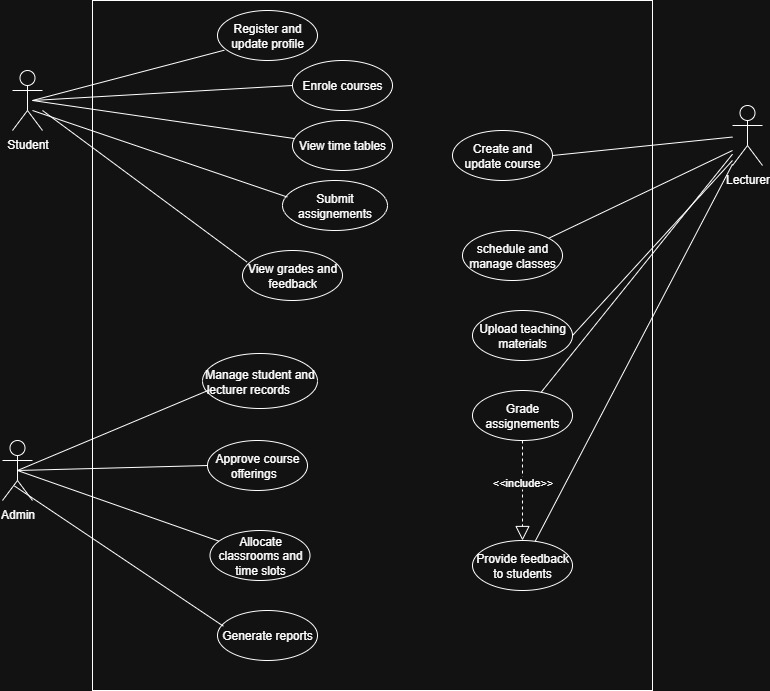 Register and
update profile
Enrole courses
Student
View time tables
Create and
update course
Lecturer
Submit
assignements
schedule and
manage classes
View grades and
feedback
Upload teaching
materials
Manage student and
lecturer records
Grade
assignements
Approve course
offerings
<<include>>
Admin
Allocate
classrooms and
time slots
Provide feedback
to students
Generate reports